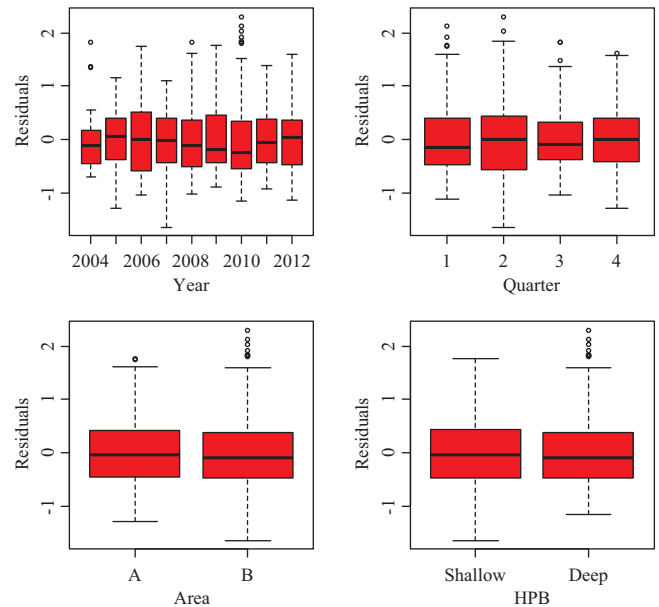 2
1
0
-1
Residuals
2004 2006 2008 2010 2012
Year
2
1
0
-1
Residuals
1 2 3 4
Quarter
2
1
0
-1
Residuals
A B
Area
2
1
0
-1
Residuals
Shallow Deep
HPB